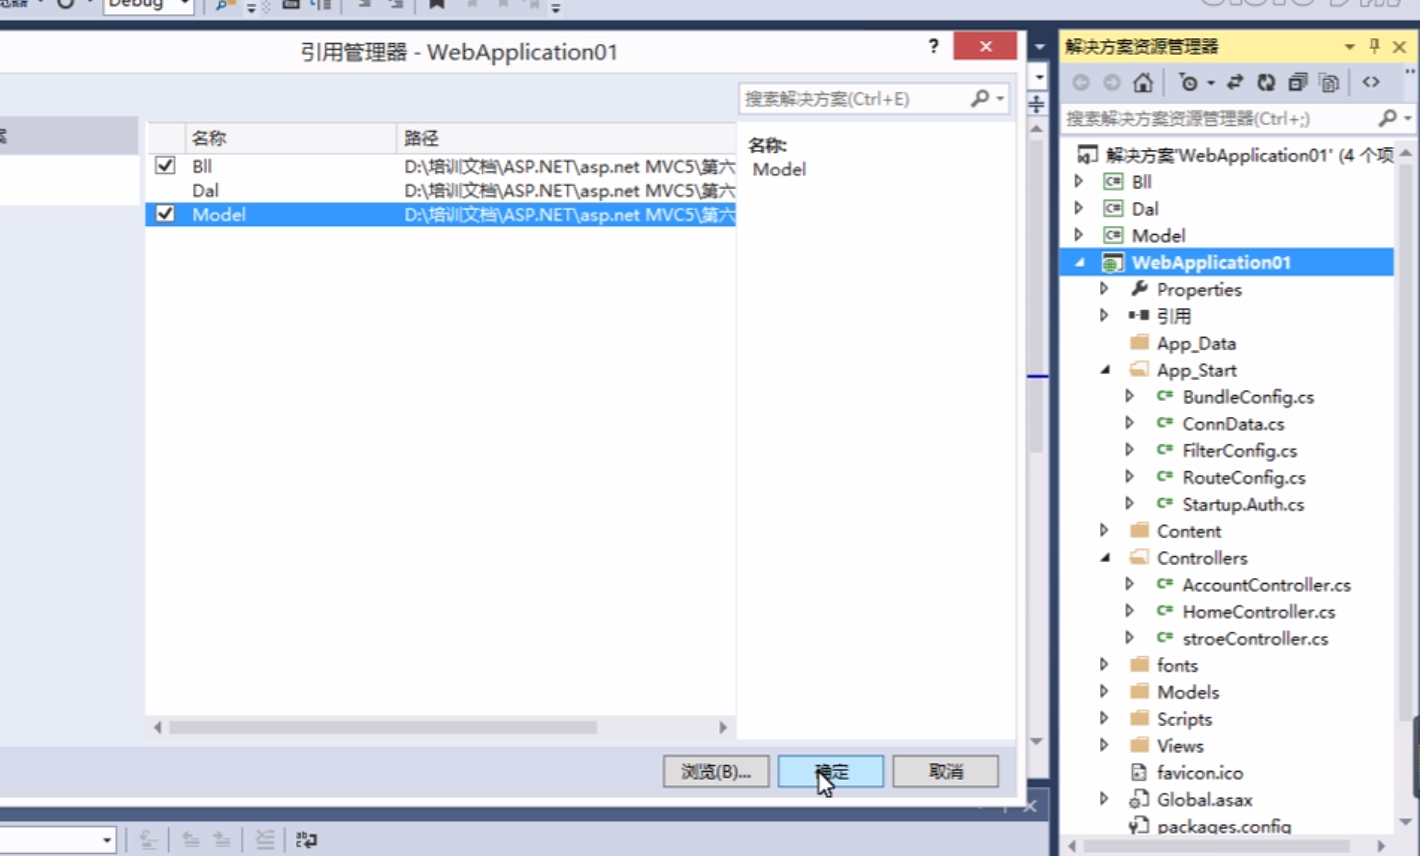 Debug
引用管理器 - WebApplication01
?
搜索解决方案(Ctrl+E)
名称 路径
Bll D:\培训文档\ASP.NET\asp.net MVC5\第六
Dal D:\培训文档\ASP.NET\asp.net MVC5\第六
Model D:\培训文档\ASP.NET\asp.net MVC5\第六
名称:
Model
浏览(B)... 确定 取消
解决方案资源管理器
搜索解决方案资源管理器(Ctrl+;)
解决方案'WebApplication01' (4 个项
Bll
Dal
Model
WebApplication01
Properties
引用
App_Data
App_Start
BundleConfig.cs
ConnData.cs
FilterConfig.cs
RouteConfig.cs
Startup.Auth.cs
Content
Controllers
AccountController.cs
HomeController.cs
stroeController.cs
fonts
Models
Scripts
Views
favicon.ico
Global.asax
packages.config